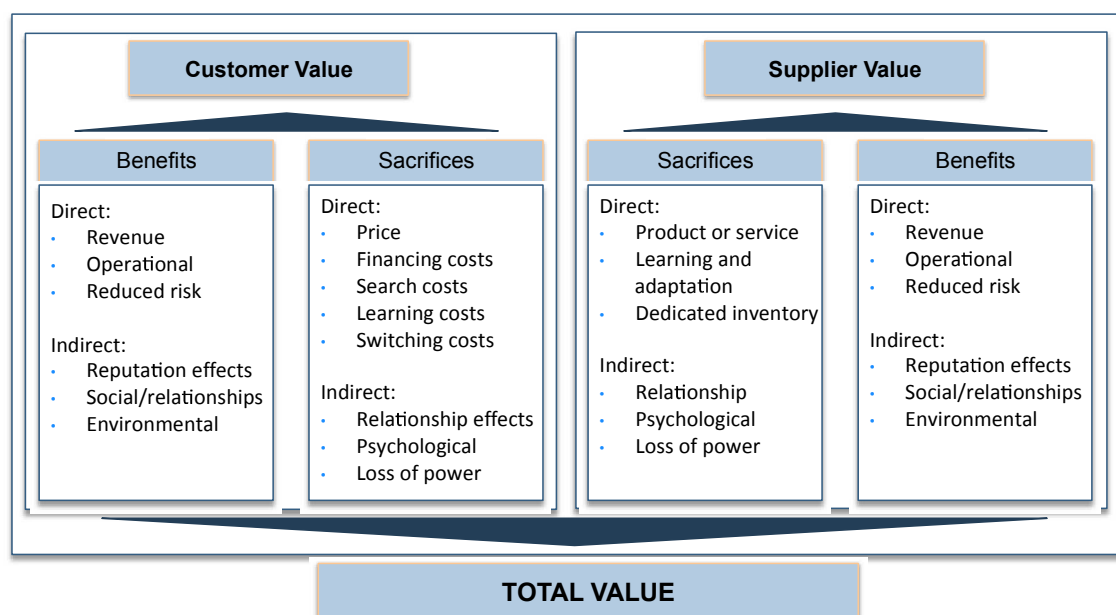 Customer Value
Benefits
Direct:
Revenue
Operational
Reduced risk
Indirect:
Reputation effects
Social/relationships
Environmental
Sacrifices
Direct:
Price
Financing costs
Search costs
Learning costs
Switching costs
Indirect:
Relationship effects
Psychological
Loss of power
Supplier Value
Sacrifices
Direct:
Product or service
Learning and
adaptation
Dedicated inventory
Indirect:
Relationship
Psychological
Loss of power
Benefits
Direct:
Revenue
Operational
Reduced risk
Indirect:
Reputation effects
Social/relationships
Environmental
TOTAL VALUE